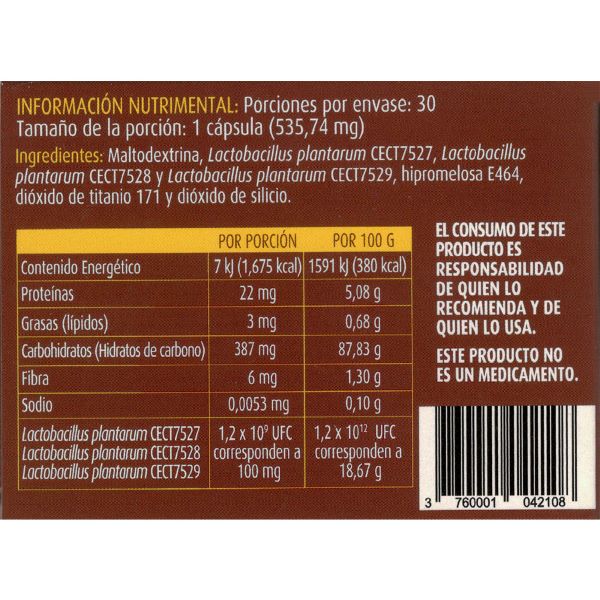 INFORMACIÓN NUTRIMENTAL: Porciones por envase: 30
Tamaño de la porción: 1 cápsula (535,74 mg)
Ingredientes: Maltodextrina, Lactobacillus plantarum CECT7527, Lactobacillus
plantarum CECT7528 y Lactobacillus plantarum CECT7529, hipromelosa E464,
dióxido de titanio 171 y dióxido de silicio.
POR PORCIÓN POR 100 G
Contenido Energético 7 kJ (1,675 kcal) 1591 kJ (380 kcal)
Proteínas 22 mg 5,08 g
Grasas (lípidos) 3 mg 0,68 g
Carbohidratos (Hidratos de carbono) 387 mg 87,83 g
Fibra 6 mg 1,30 g
Sodio 0,0053 mg 0,10 g
Lactobacillus plantarum CECT7527 1,2 x 10⁹ UFC 1,2 x 10¹² UFC
Lactobacillus plantarum CECT7528 corresponden a corresponden a
Lactobacillus plantarum CECT7529 100 mg 18,67 g
EL CONSUMO DE ESTE
PRODUCTO ES
RESPONSABILIDAD
DE QUIEN LO
RECOMIENDA Y DE
QUIEN LO USA.
ESTE PRODUCTO NO
ES UN MEDICAMENTO.
3 760001 042108